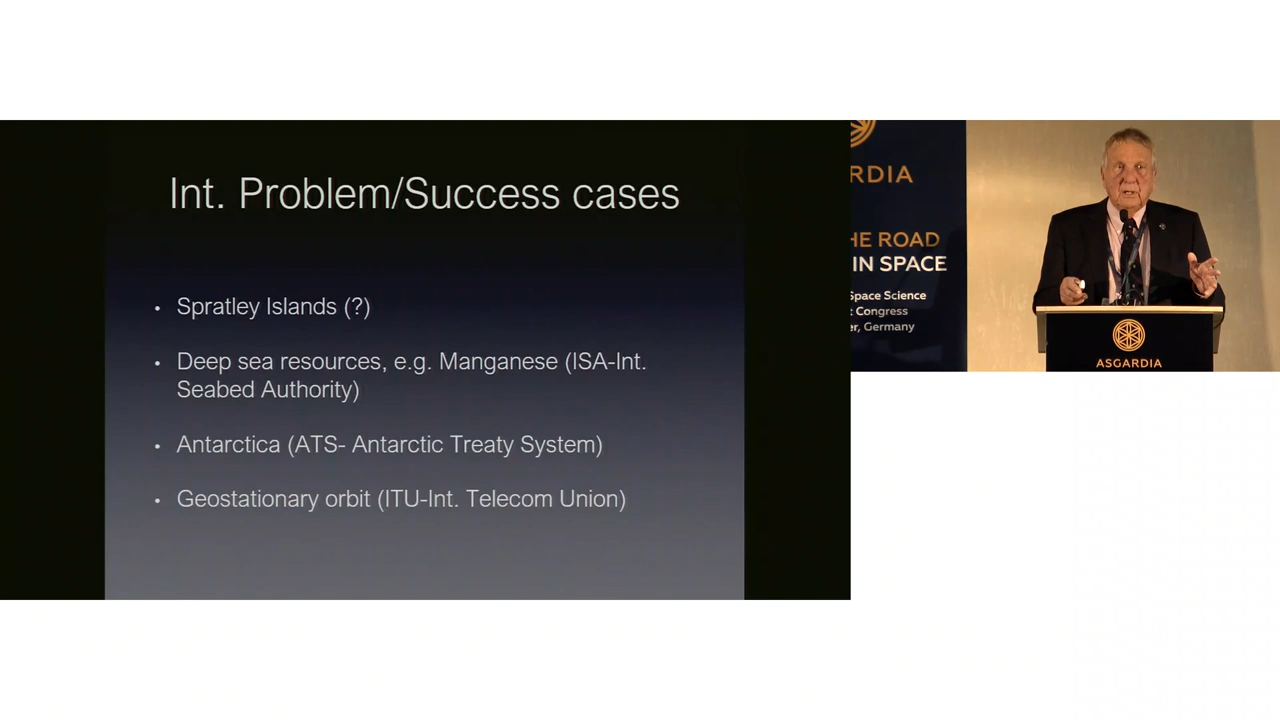 Int. Problem/Success cases
• Spratley Islands (?)
• Deep sea resources, e.g. Manganese (ISA-Int.
Seabed Authority)
• Antarctica (ATS- Antarctic Treaty System)
• Geostationary orbit (ITU-Int. Telecom Union)
RDIA
HE ROAD
IN SPACE
Space Science
t Congress
er, Germany
ASGARDIA